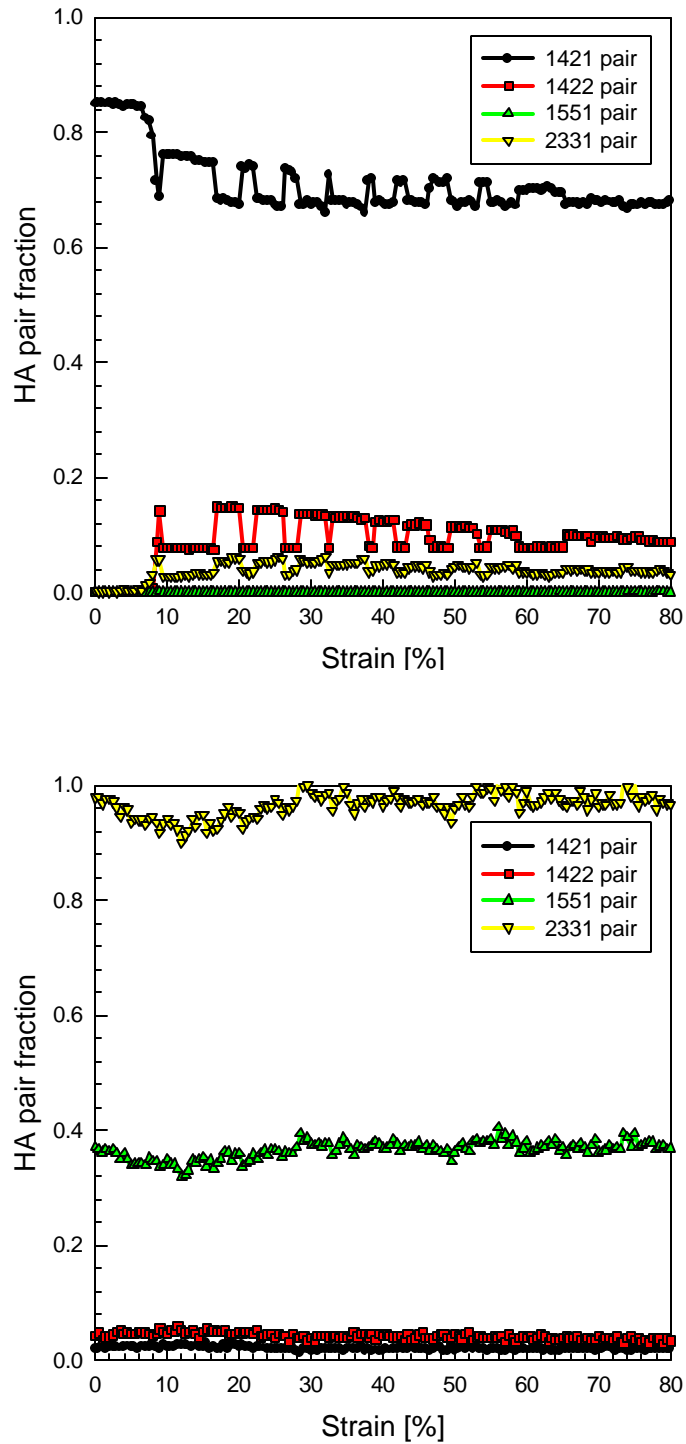 1.0
1421 pair
1422 pair
1551 pair
2331 pair
0.8
0.6
0.4
0.2
0.0
HA pair fraction
0 10 20 30 40 50 60 70 80
Strain [%]
1.0
1421 pair
1422 pair
1551 pair
2331 pair
0.8
0.6
0.4
0.2
0.0
HA pair fraction
0 10 20 30 40 50 60 70 80
Strain [%]